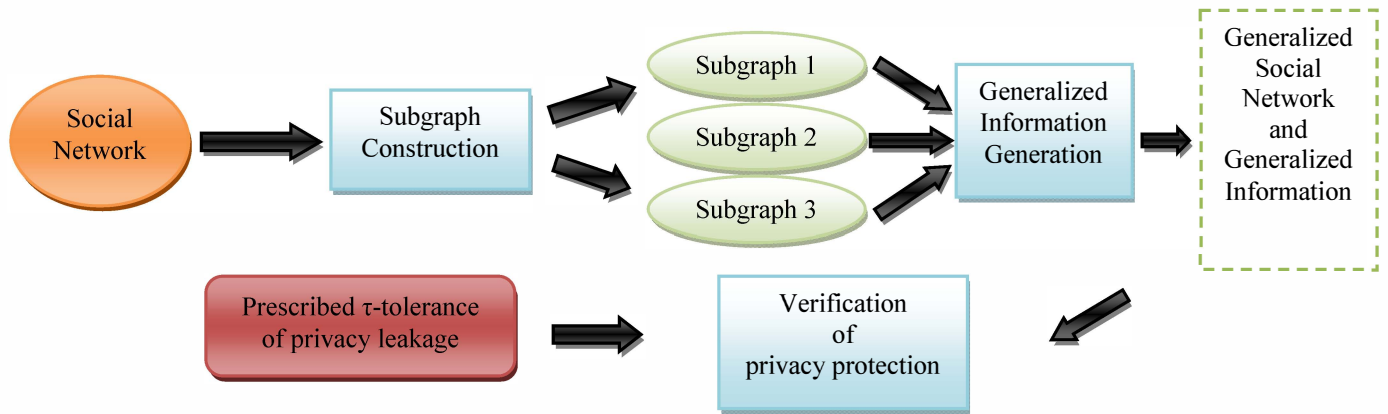 Social
Network
Subgraph
Construction
Subgraph 1
Subgraph 2
Subgraph 3
Generalized
Information
Generation
Generalized
Social
Network
and
Generalized
Information
Prescribed τ-tolerance
of privacy leakage
Verification
of
privacy protection